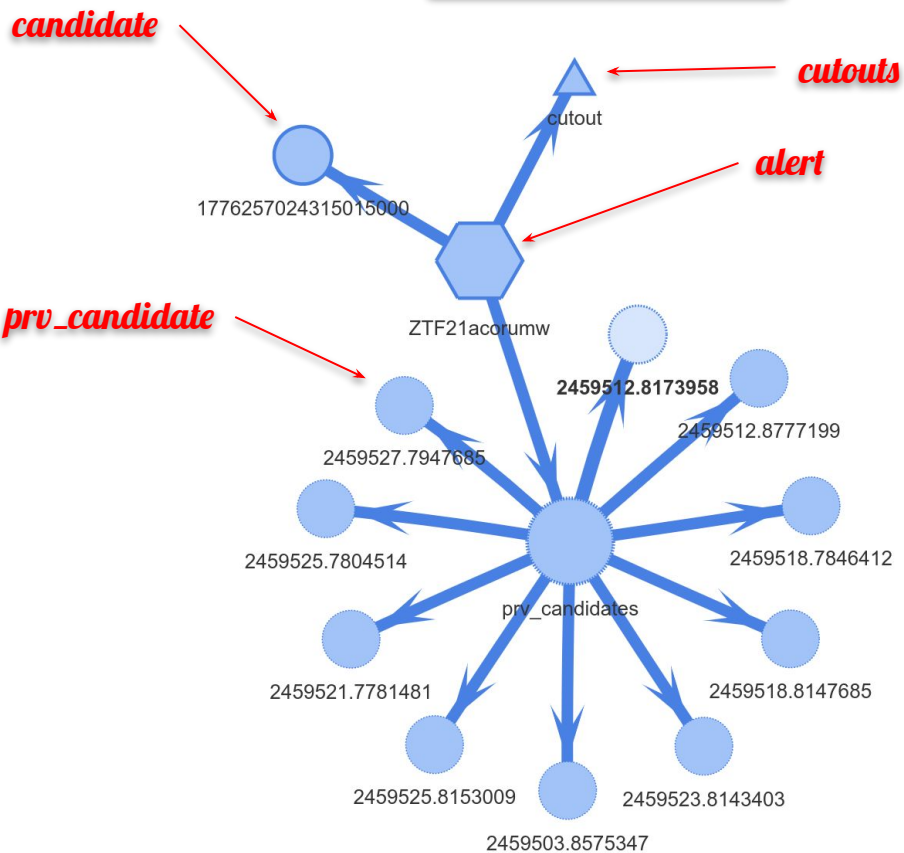 candidate
cutouts
cutout
alert
1776257024315015000
prv_candidate
ZTF21acorumw
2459512.8173958
2459512.8777199
2459527.7947685
2459525.7804514
2459518.7846412
prv_candidates
2459521.7781481
2459518.8147685
2459525.8153009
2459523.8143403
2459503.8575347